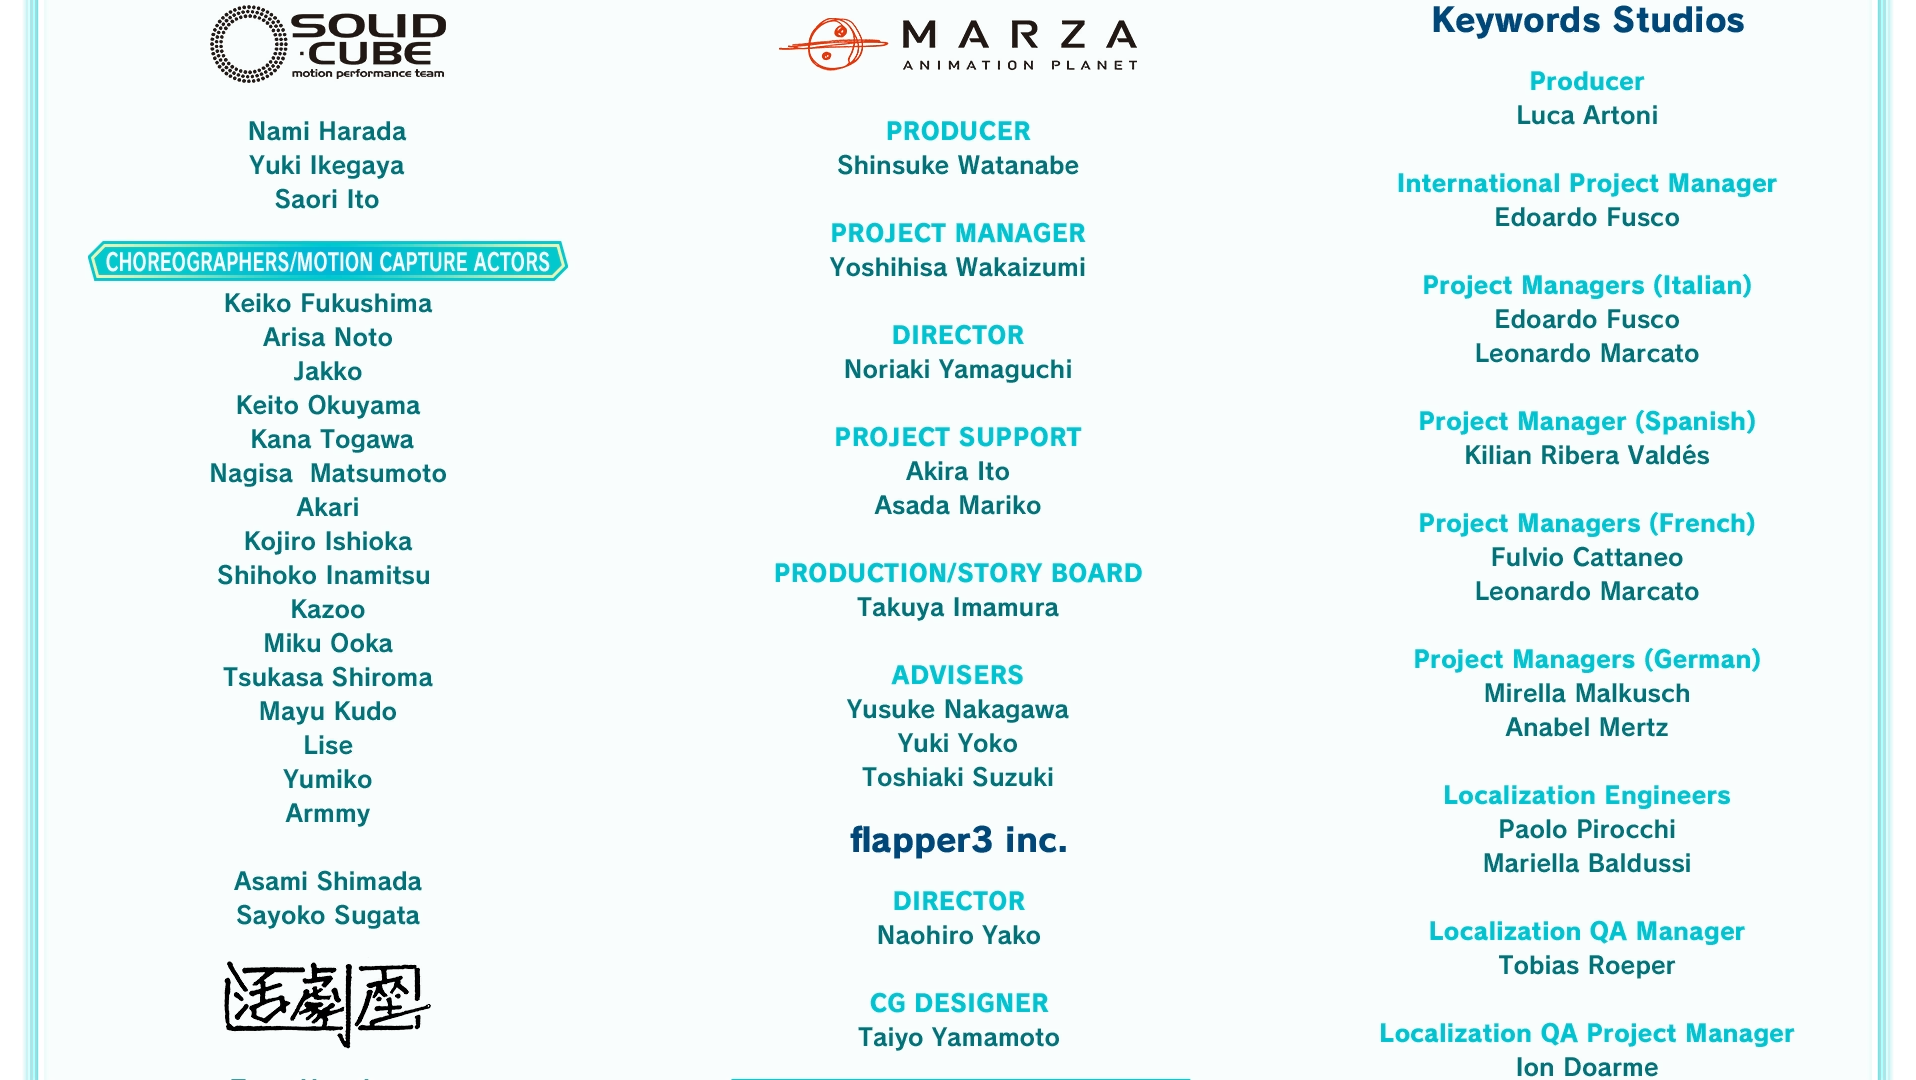 SOLID
·CUBE
motion performance team
Nami Harada
Yuki Ikegaya
Saori Ito
CHOREOGRAPHERS/MOTION CAPTURE ACTORS
Keiko Fukushima
Arisa Noto
Jakko
Keito Okuyama
Kana Togawa
Nagisa  Matsumoto
Akari
Kojiro Ishioka
Shihoko Inamitsu
Kazoo
Miku Ooka
Tsukasa Shiroma
Mayu Kudo
Lise
Yumiko
Armmy
Asami Shimada
Sayoko Sugata
活劇座
MARZA
ANIMATION PLANET
PRODUCER
Shinsuke Watanabe
PROJECT MANAGER
Yoshihisa Wakaizumi
DIRECTOR
Noriaki Yamaguchi
PROJECT SUPPORT
Akira Ito
Asada Mariko
PRODUCTION/STORY BOARD
Takuya Imamura
ADVISERS
Yusuke Nakagawa
Yuki Yoko
Toshiaki Suzuki
flapper3 inc.
DIRECTOR
Naohiro Yako
CG DESIGNER
Taiyo Yamamoto
Keywords Studios
Producer
Luca Artoni
International Project Manager
Edoardo Fusco
Project Managers (Italian)
Edoardo Fusco
Leonardo Marcato
Project Manager (Spanish)
Kilian Ribera Valdés
Project Managers (French)
Fulvio Cattaneo
Leonardo Marcato
Project Managers (German)
Mirella Malkusch
Anabel Mertz
Localization Engineers
Paolo Pirocchi
Mariella Baldussi
Localization QA Manager
Tobias Roeper
Localization QA Project Manager
Ion Doarme